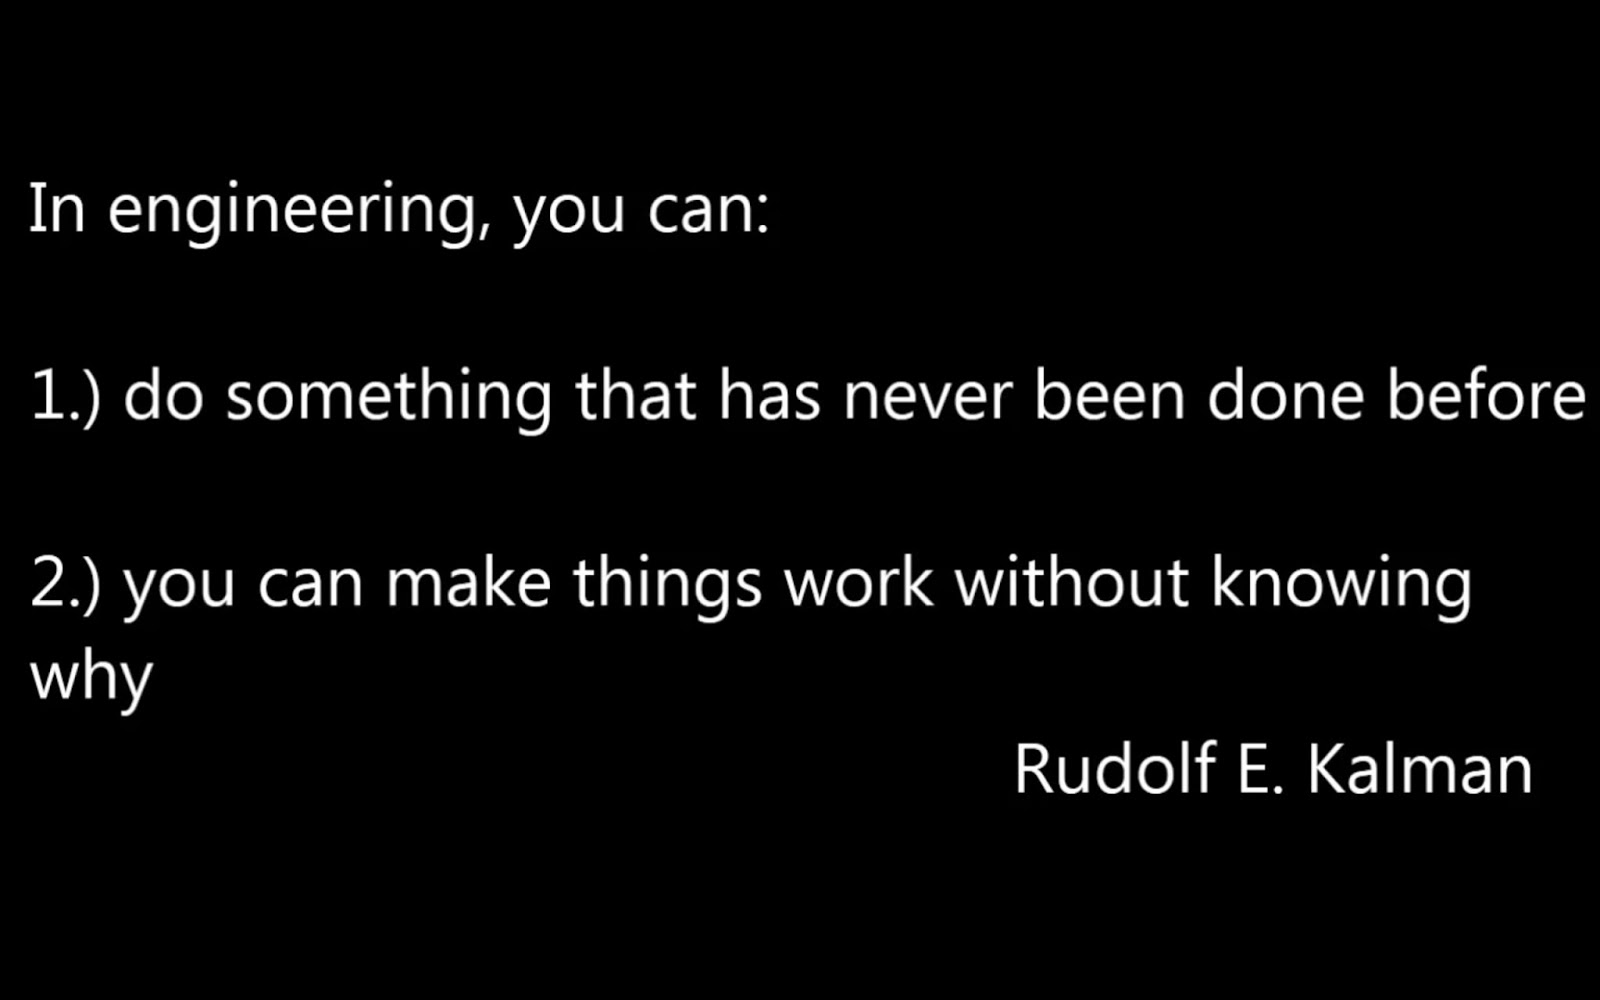 In engineering, you can:
1.) do something that has never been done before
2.) you can make things work without knowing
why
Rudolf E. Kalman